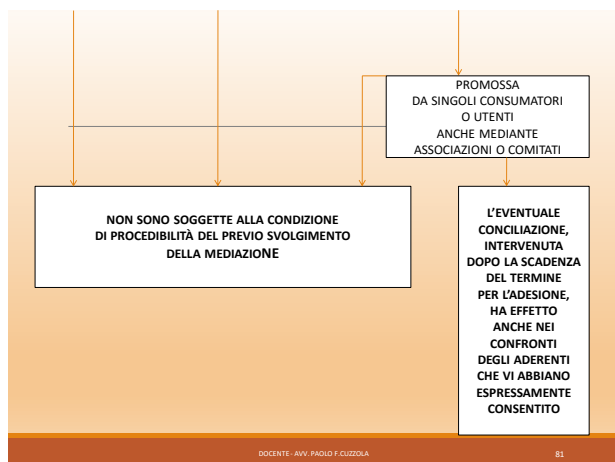 PROMOSSA
DA SINGOLI CONSUMATORI
O UTENTI
ANCHE MEDIANTE
ASSOCIAZIONI O COMITATI
NON SONO SOGGETTE ALLA CONDIZIONE
DI PROCEDIBILITÀ DEL PREVIO SVOLGIMENTO
DELLA MEDIAZIONE
L'EVENTUALE
CONCILIAZIONE,
INTERVENUTA
DOPO LA SCADENZA
DEL TERMINE
PER L'ADESIONE,
HA EFFETTO
ANCHE NEI
CONFRONTI
DEGLI ADERENTI
CHE VI ABBIANO
ESPRESSAMENTE
CONSENTITO
DOCENTE - AVV. PAOLO F.CUZZOLA
81